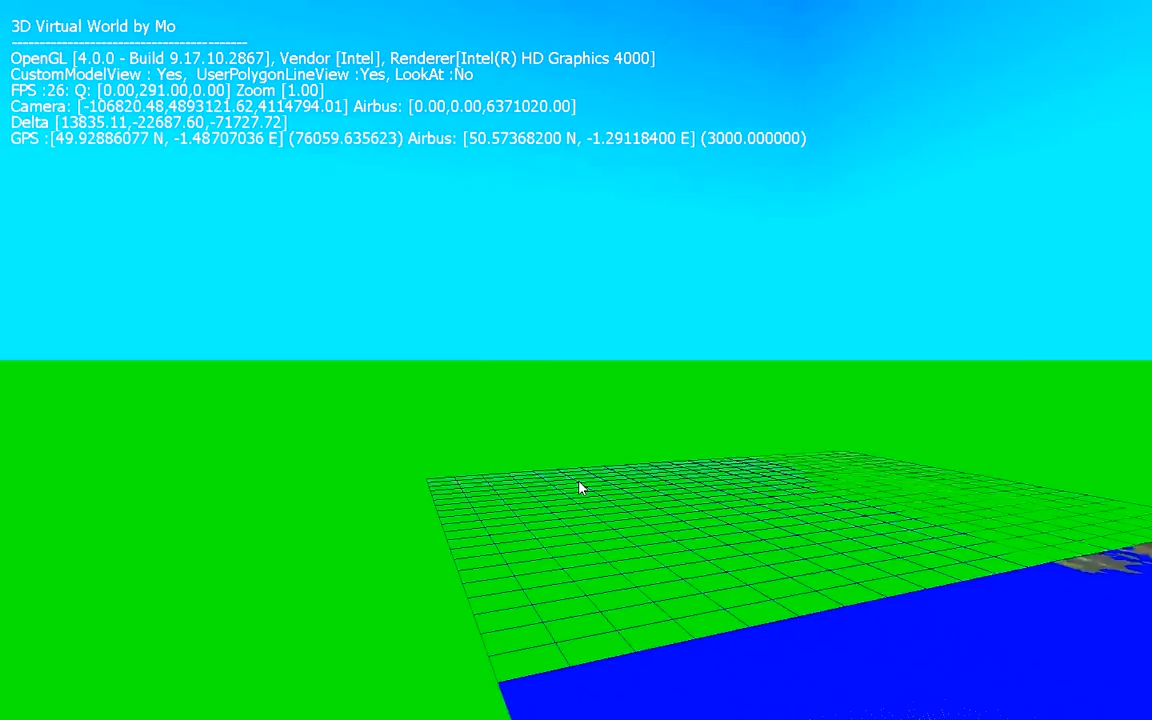 3D Virtual World by Mo
------------------------------------------
OpenGL [4.0.0 - Build 9.17.10.2867], Vendor [Intel], Renderer[Intel(R) HD Graphics 4000]
CustomModelView : Yes,  UserPolygonLineView :Yes, LookAt :No
FPS :26: Q: [0.00,291.00,0.00] Zoom [1.00]
Camera: [-106820.48,4893121.62,4114794.01] Airbus: [0.00,0.00,6371020.00]
Delta [13835.11,-22687.60,-71727.72]
GPS :[49.92886077 N, -1.48707036 E] (76059.635623) Airbus: [50.57368200 N, -1.29118400 E] (3000.000000)